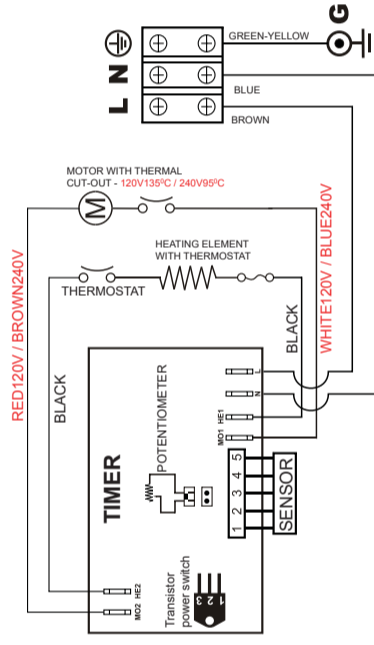 L N
G
GREEN-YELLOW
BLUE
BROWN
MOTOR WITH THERMAL
CUT-OUT - 120V135ºC / 240V95ºC
M
HEATING ELEMENT
WITH THERMOSTAT
THERMOSTAT
RED120V / BROWN240V
BLACK
BLACK
WHITE120V / BLUE240V
TIMER
POTENTIOMETER
L
N
HE1
MO1
1 2 3 4 5
SENSOR
Transistor
power switch
1 2 3
HE2
MO2